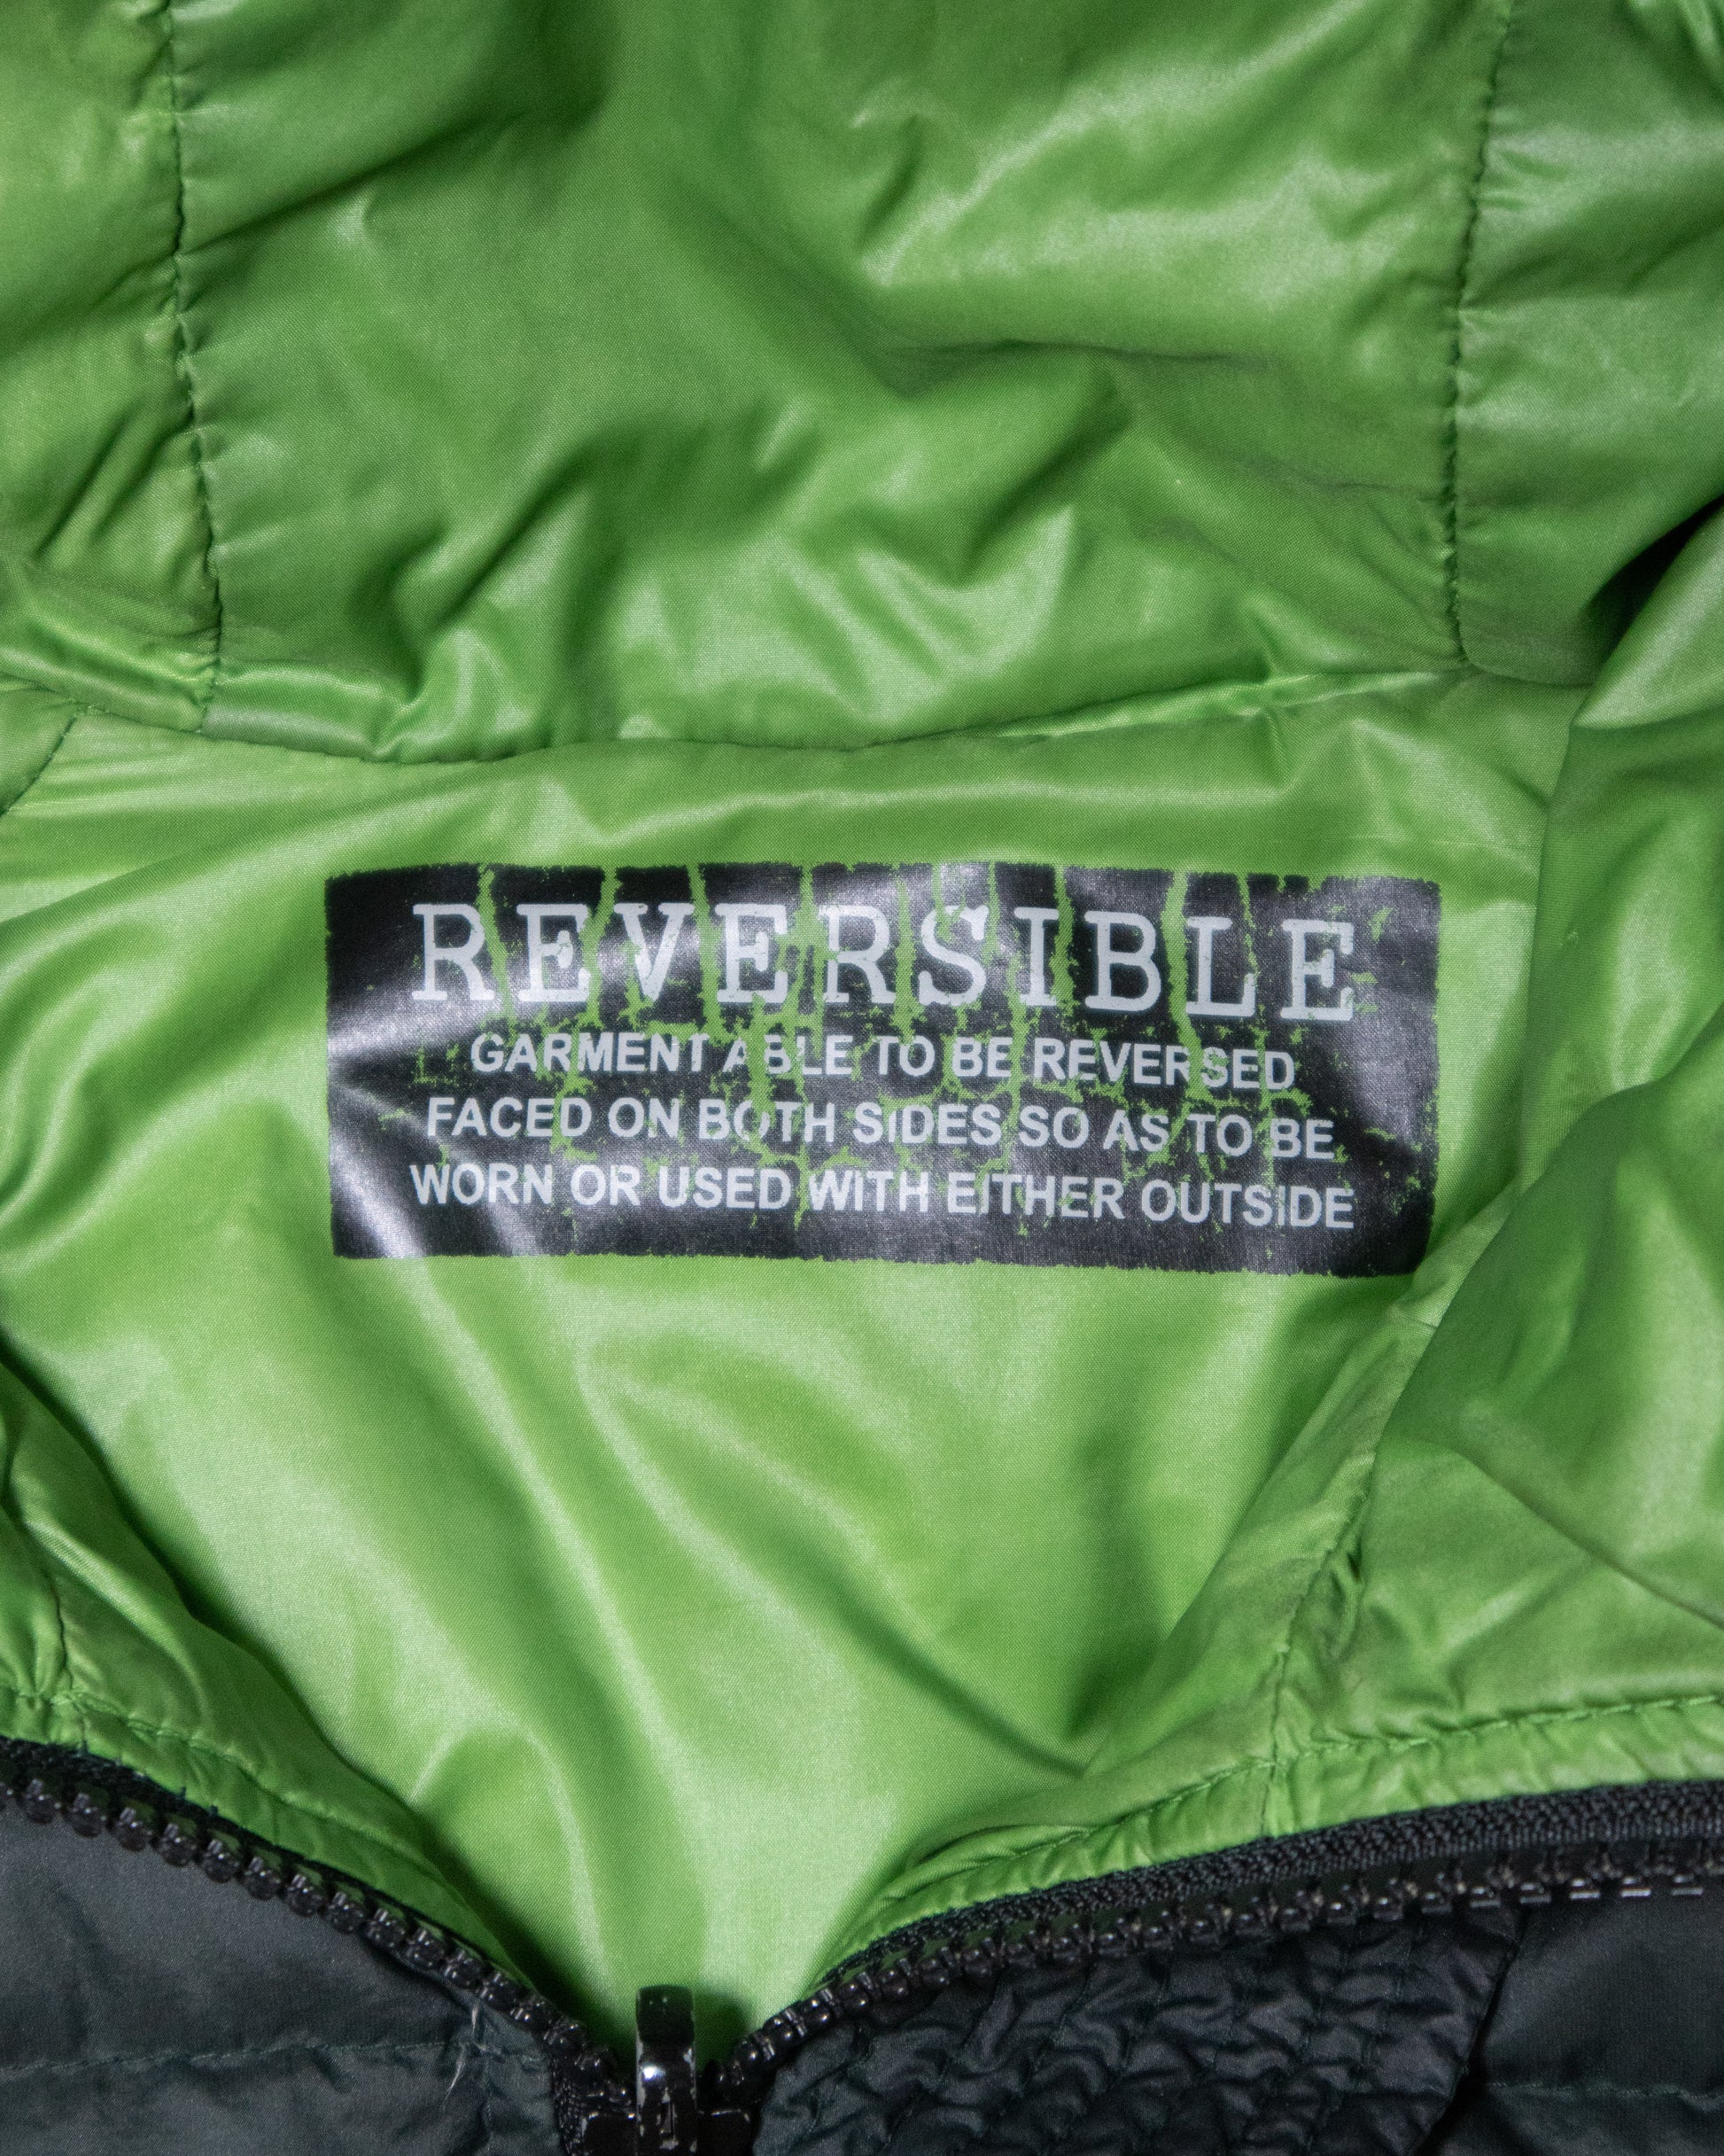 REVERSIBLE
GARMENT ABLE TO BE REVERSED
FACED ON BOTH SIDES SO AS TO BE
WORN OR USED WITH EITHER OUTSIDE